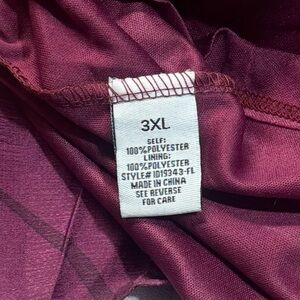 3XL
SELF:
100%POLYESTER
LINING:
100%POLYESTER
STYLE# ID19343-FL
MADE IN CHINA
SEE REVERSE
FOR CARE